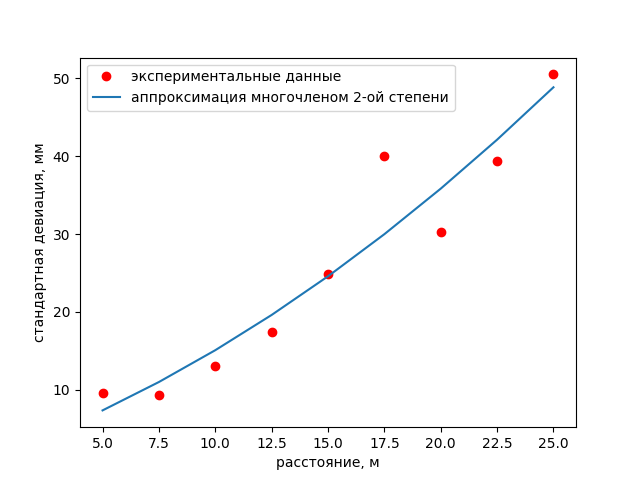 экспериментальные данные
аппроксимация многочленом 2-ой степени
50
40
30
20
10
стандартная девиация, мм
5.0 7.5 10.0 12.5 15.0 17.5 20.0 22.5 25.0
расстояние, м